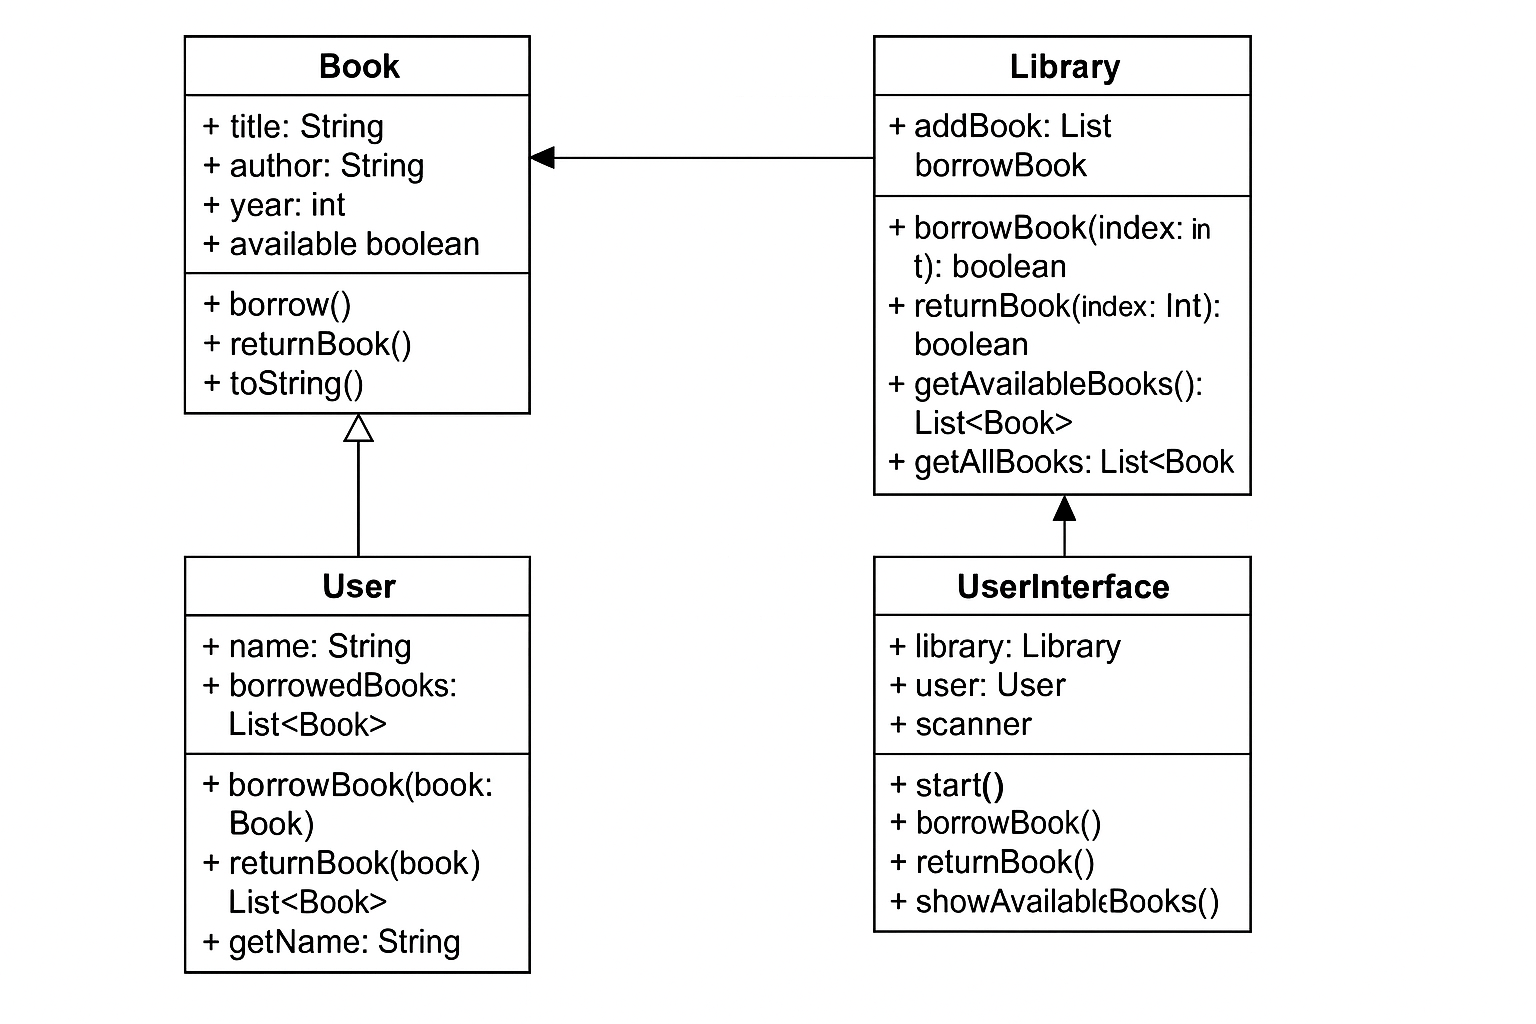 Book
+ title: String
+ author: String
+ year: int
+ available boolean
+ borrow()
+ returnBook()
+ toString()
Library
+ addBook: List
borrowBook
+ borrowBook(index: in
t): boolean
+ returnBook(index: Int):
boolean
+ getAvailableBooks():
List<Book>
+ getAllBooks: List<Book
User
+ name: String
+ borrowedBooks:
List<Book>
+ borrowBook(book:
Book)
+ returnBook(book)
List<Book>
+ getName: String
UserInterface
+ library: Library
+ user: User
+ scanner
+ start()
+ borrowBook()
+ returnBook()
+ showAvailableBooks()